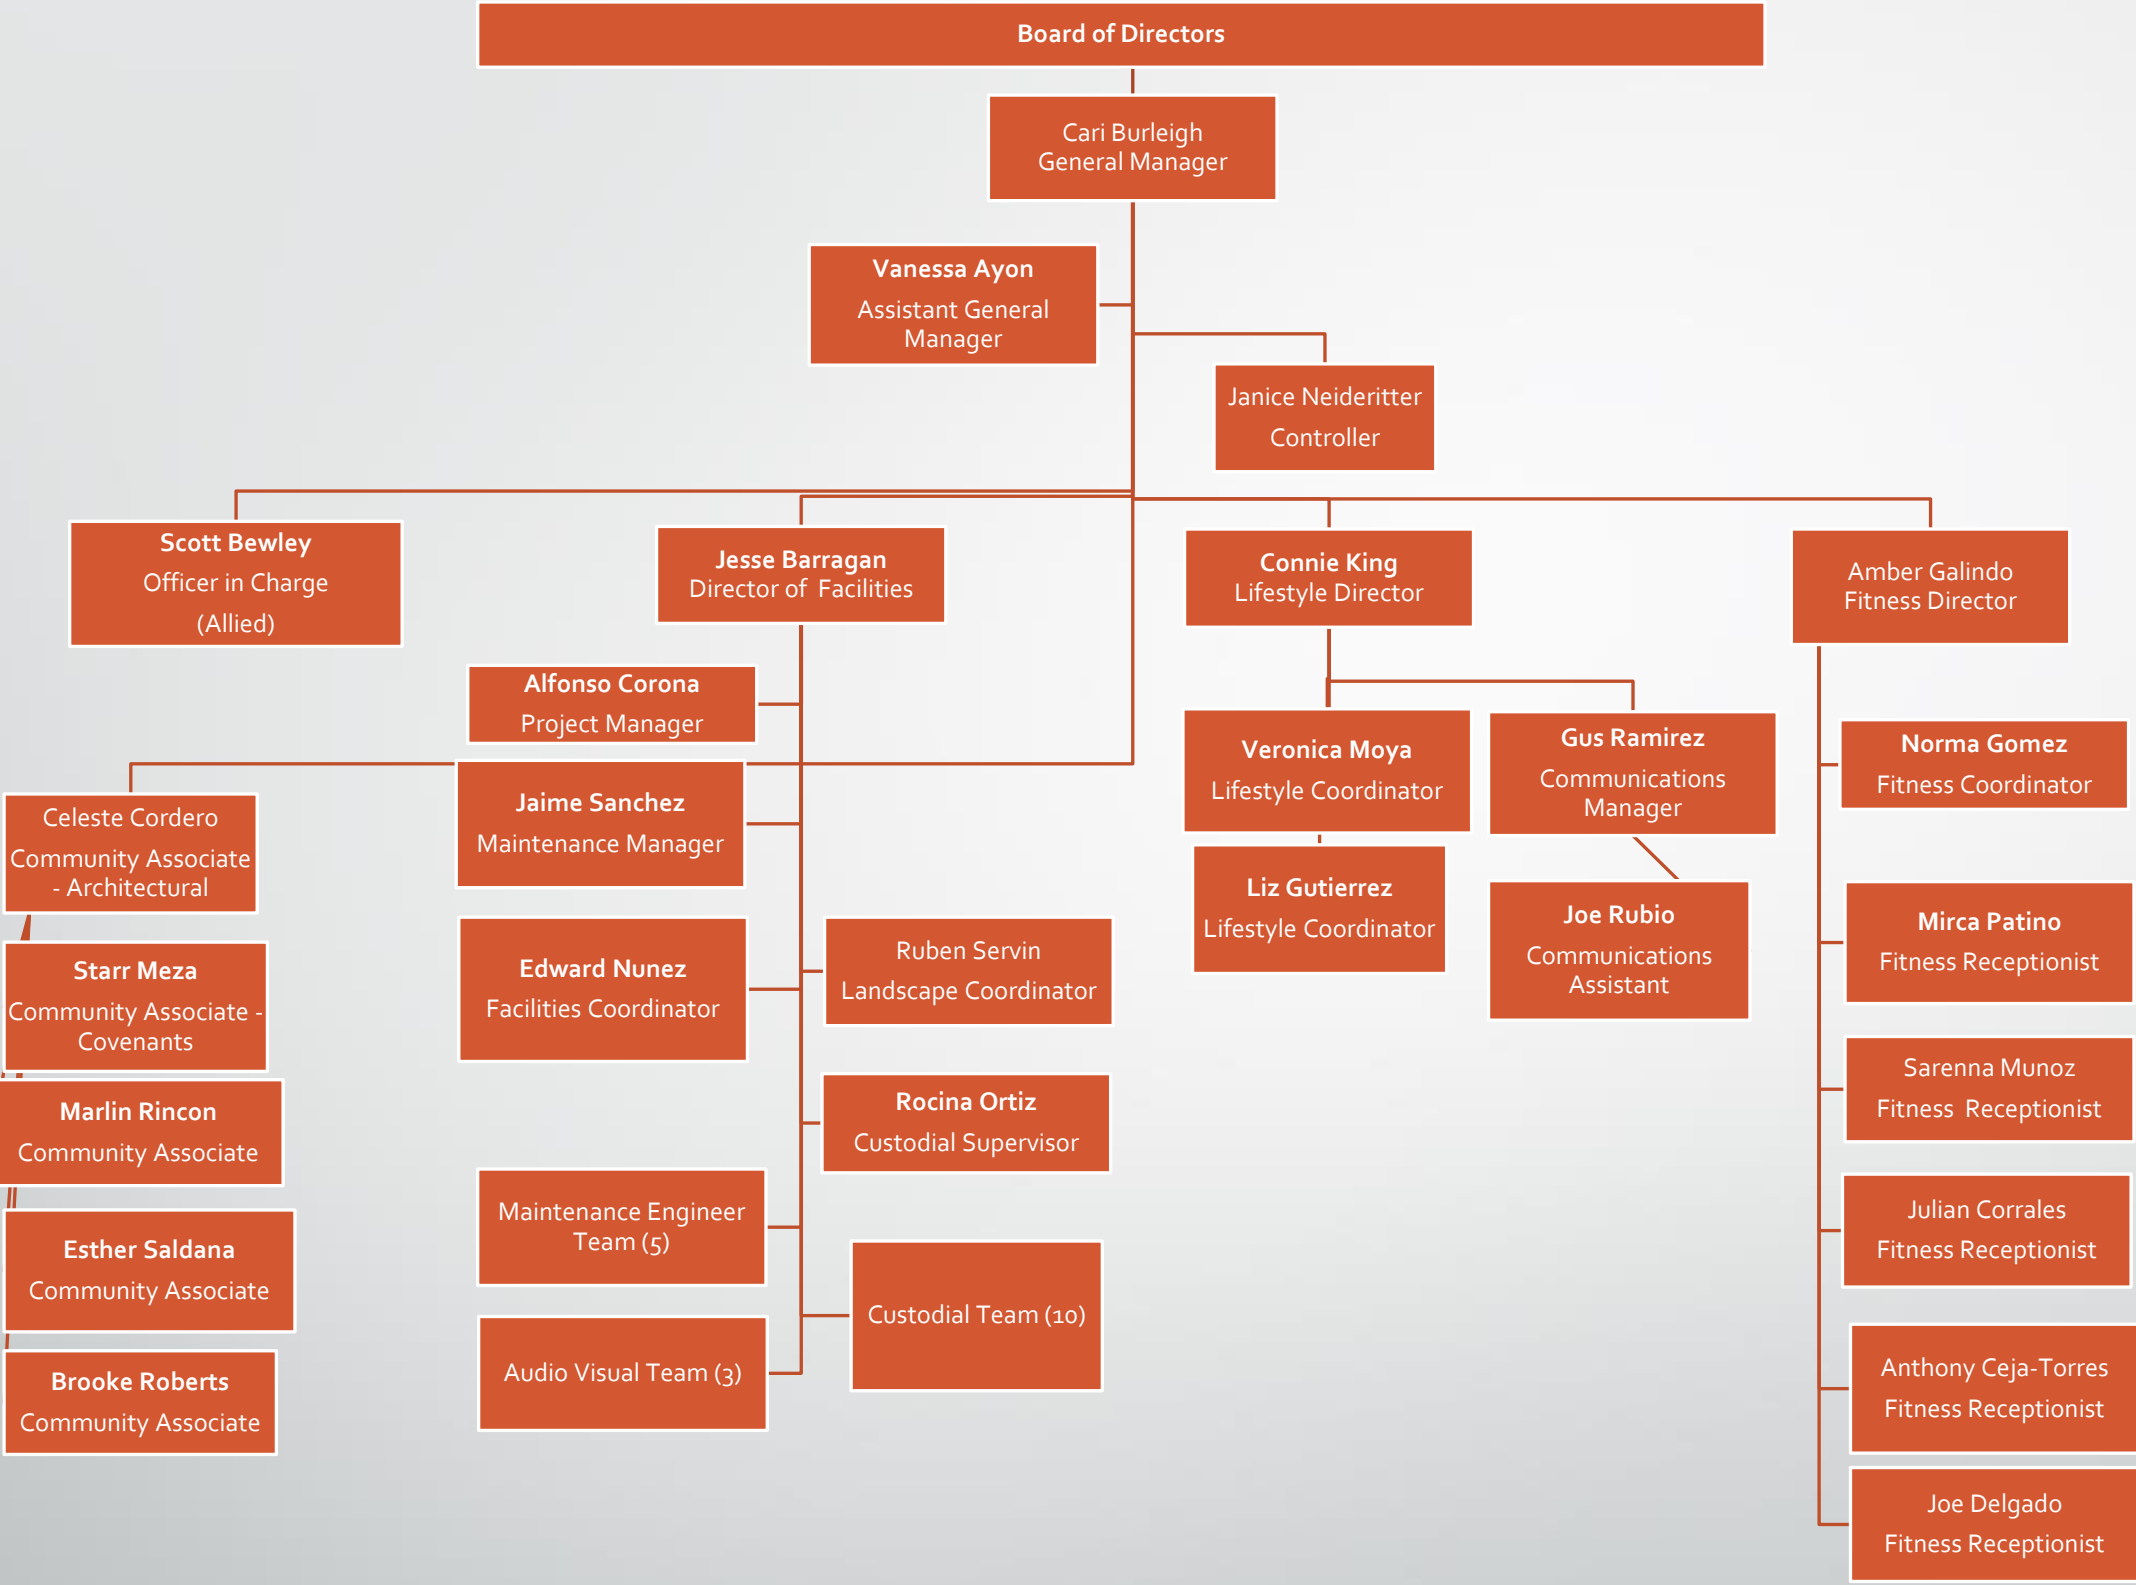 Board of Directors
Cari Burleigh
General Manager
Vanessa Ayon
Assistant General
Manager
Janice Neideritter
Controller
Scott Bewley
Officer in Charge
(Allied)
Jesse Barragan
Director of  Facilities
Connie King
Lifestyle Director
Amber Galindo
Fitness Director
Alfonso Corona
Project Manager
Jaime Sanchez
Maintenance Manager
Edward Nunez
Facilities Coordinator
Ruben Servin
Landscape Coordinator
Rocina Ortiz
Custodial Supervisor
Maintenance Engineer
Team (5)
Custodial Team (10)
Audio Visual Team (3)
Celeste Cordero
Community Associate
- Architectural
Starr Meza
Community Associate -
Covenants
Marlin Rincon
Community Associate
Esther Saldana
Community Associate
Brooke Roberts
Community Associate
Veronica Moya
Lifestyle Coordinator
Liz Gutierrez
Lifestyle Coordinator
Gus Ramirez
Communications
Manager
Joe Rubio
Communications
Assistant
Norma Gomez
Fitness Coordinator
Mirca Patino
Fitness Receptionist
Sarenna Munoz
Fitness  Receptionist
Julian Corrales
Fitness Receptionist
Anthony Ceja-Torres
Fitness Receptionist
Joe Delgado
Fitness Receptionist